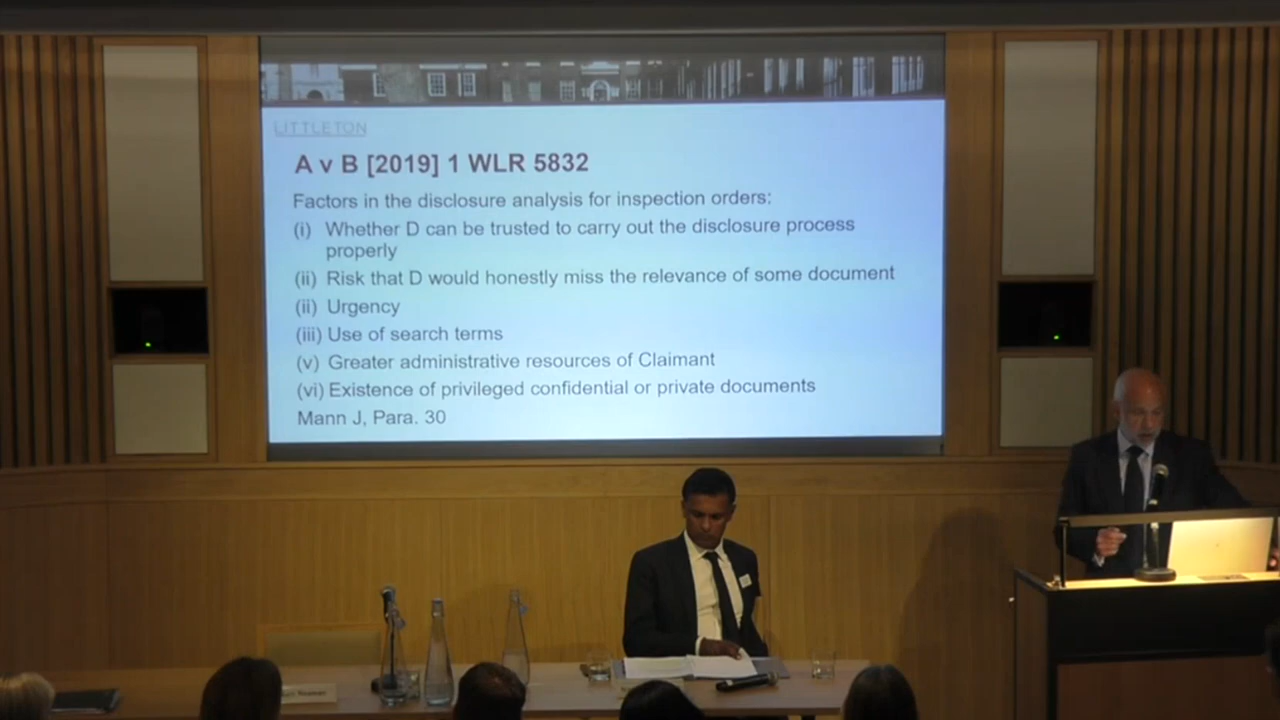 LITTLETON
A v B [2019] 1 WLR 5832
Factors in the disclosure analysis for inspection orders:
(i) Whether D can be trusted to carry out the disclosure process
properly
(ii) Risk that D would honestly miss the relevance of some document
(ii) Urgency
(iii) Use of search terms
(v) Greater administrative resources of Claimant
(vi) Existence of privileged confidential or private documents
Mann J, Para. 30